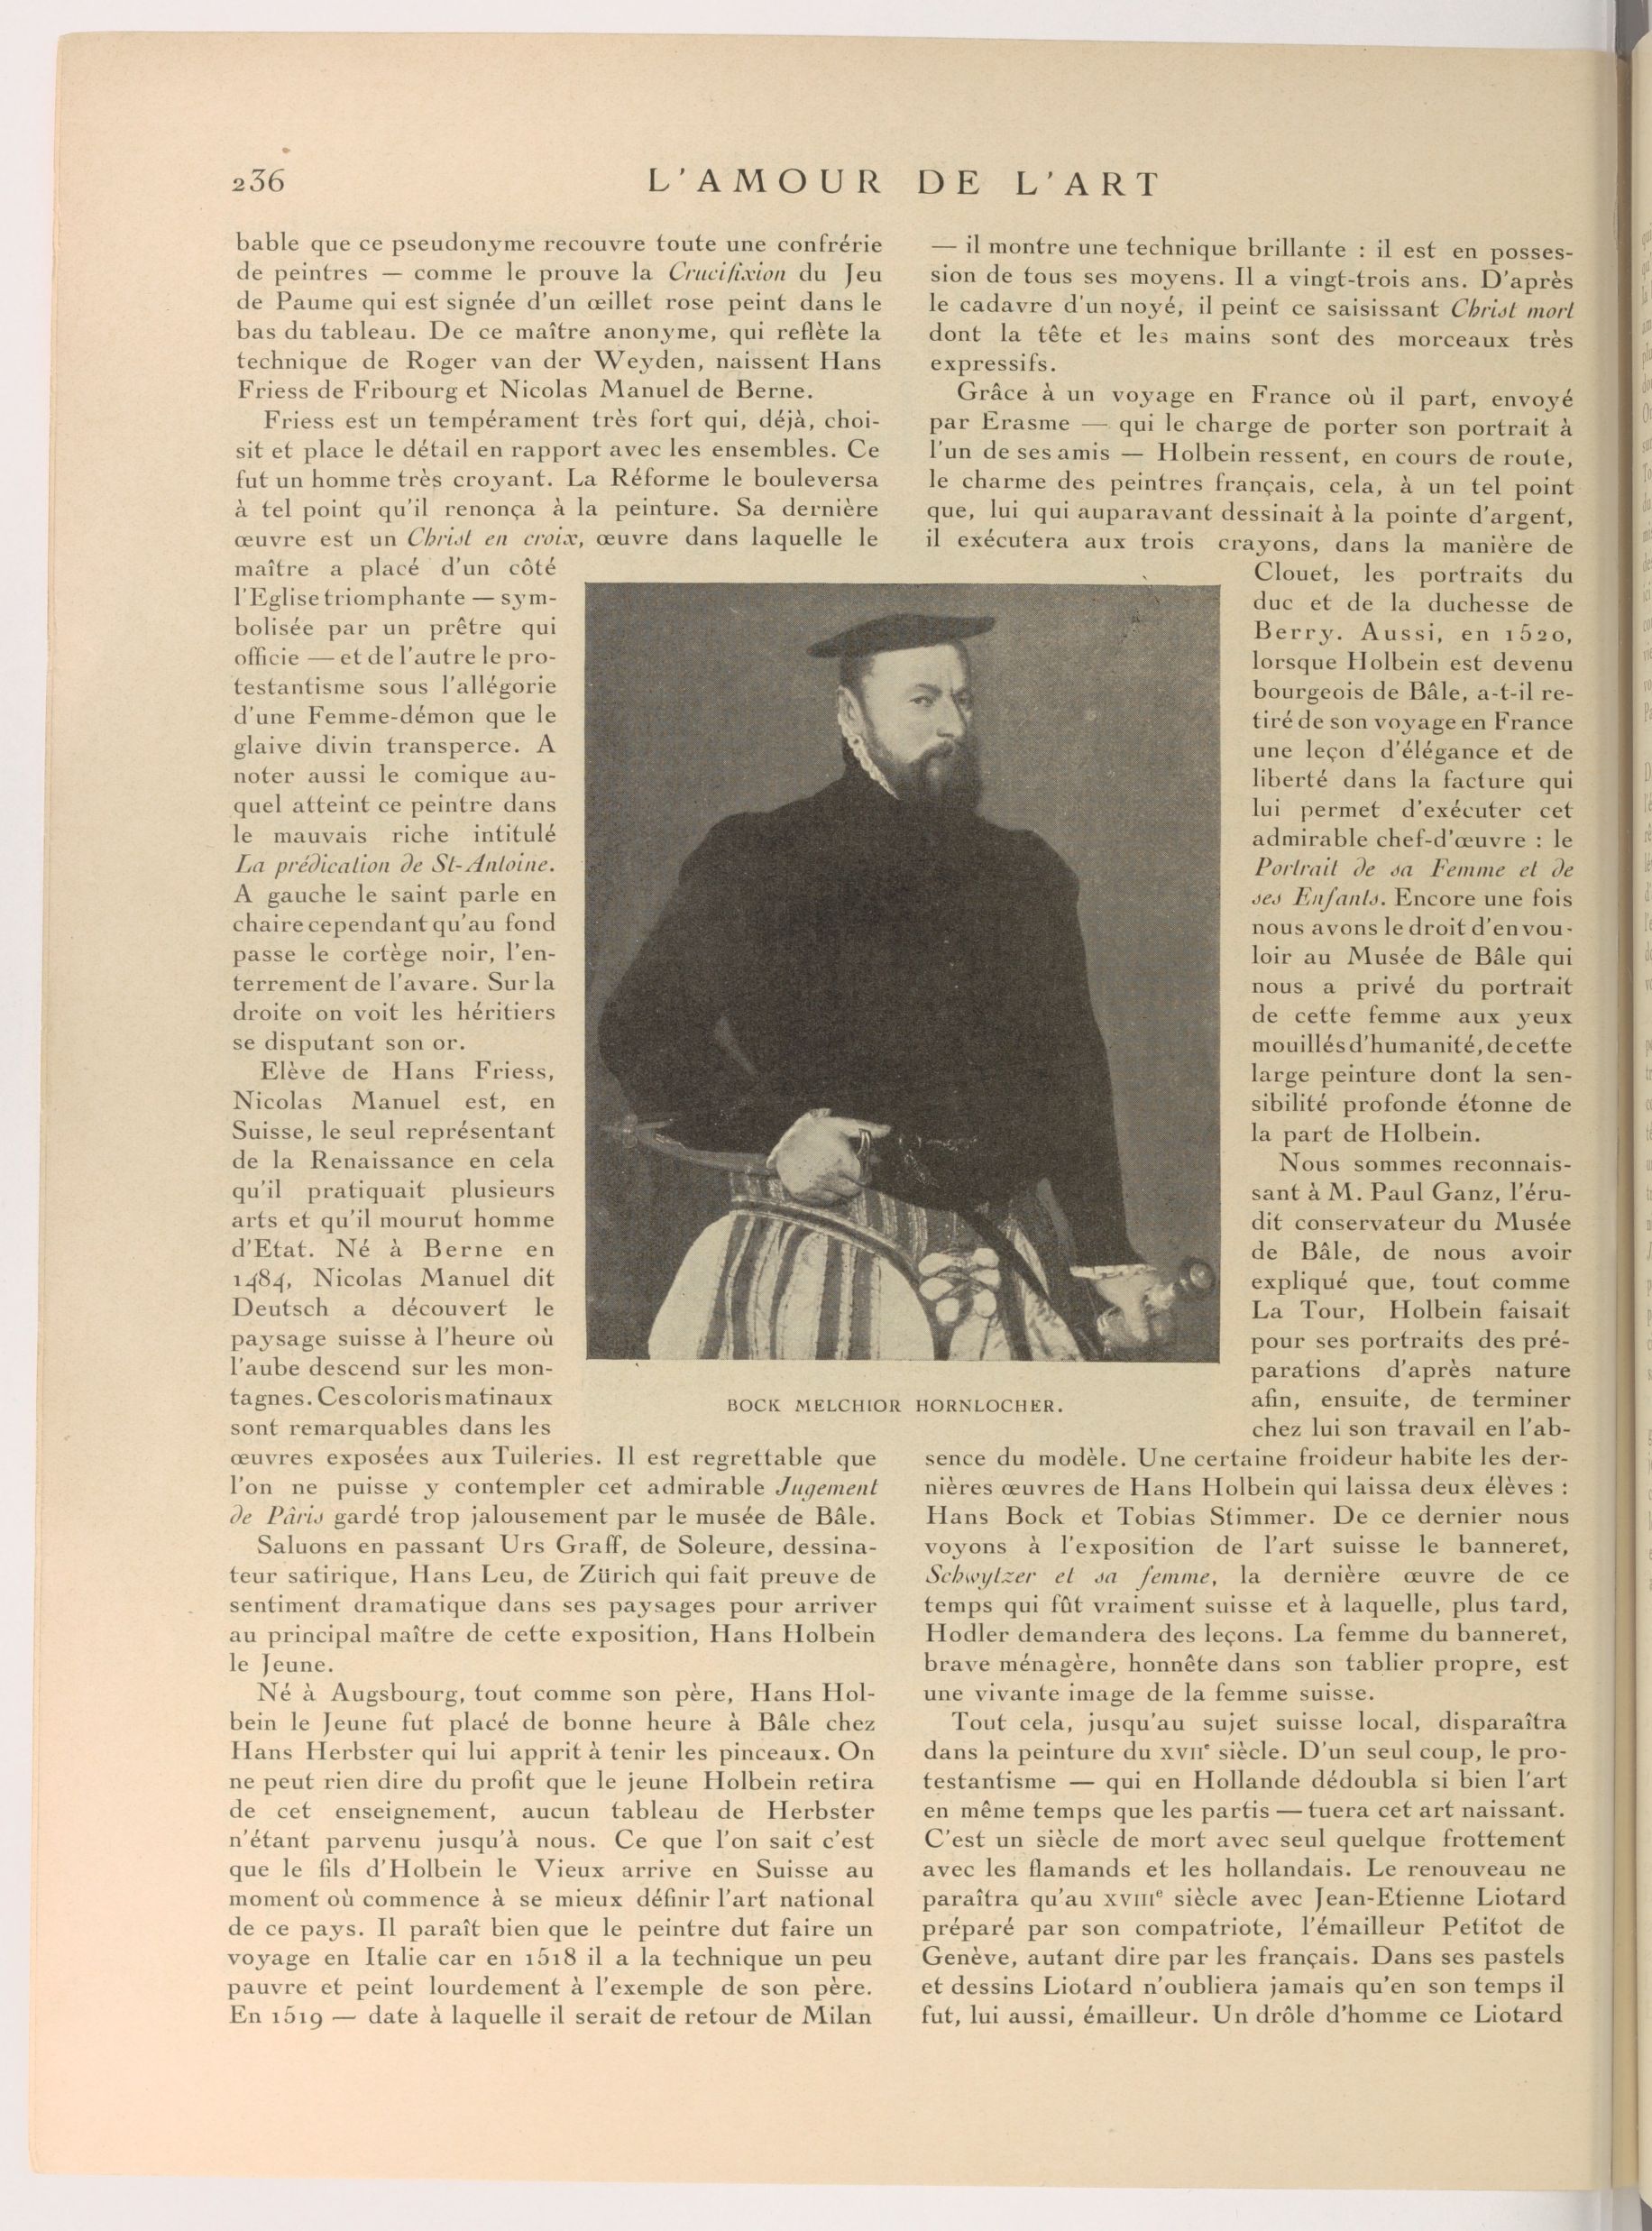 236
L'AMOUR DE L'ART
bable que ce pseudonyme recouvre toute une confrérie
de peintres — comme le prouve la Crucifixion du Jeu
de Paume qui est signée d'un œillet rose peint dans le
bas du tableau. De ce maître anonyme, qui reflète la
technique de Roger van der Weyden, naissent Hans
Friess de Fribourg et Nicolas Manuel de Berne.
Friess est un tempérament très fort qui, déjà, choi-
sit et place le détail en rapport avec les ensembles. Ce
fut un homme très croyant. La Réforme le bouleversa
à tel point qu'il renonça à la peinture. Sa dernière
œuvre est un Christ en croix, œuvre dans laquelle le
maître a placé d'un côté
l'Eglise triomphante — sym-
bolisée par un prêtre qui
officie — et de l'autre le pro-
testantisme sous l'allégorie
d'une Femme-démon que le
glaive divin transperce. A
noter aussi le comique au-
quel atteint ce peintre dans
le mauvais riche intitulé
La prédication de St-Antoine.
A gauche le saint parle en
chaire cependant qu'au fond
passe le cortège noir, l'en-
terrement de l'avare. Sur la
droite on voit les héritiers
se disputant son or.
Elève de Hans Friess,
Nicolas Manuel est, en
Suisse, le seul représentant
de la Renaissance en cela
qu'il pratiquait plusieurs
arts et qu'il mourut homme
d'Etat. Né à Berne en
1484, Nicolas Manuel dit
Deutsch a découvert le
paysage suisse à l'heure où
l'aube descend sur les mon-
tagnes. Ces coloris matinaux
sont remarquables dans les
œuvres exposées aux Tuileries. Il est regrettable que
l'on ne puisse y contempler cet admirable Jugement
de Pâris gardé trop jalousement par le musée de Bâle.
Saluons en passant Urs Graff, de Soleure, dessina-
teur satirique, Hans Leu, de Zürich qui fait preuve de
sentiment dramatique dans ses paysages pour arriver
au principal maître de cette exposition, Hans Holbein
le Jeune.
Né à Augsbourg, tout comme son père, Hans Hol-
bein le Jeune fut placé de bonne heure à Bâle chez
Hans Herbster qui lui apprit à tenir les pinceaux. On
ne peut rien dire du profit que le jeune Holbein retira
de cet enseignement, aucun tableau de Herbster
n'étant parvenu jusqu'à nous. Ce que l'on sait c'est
que le fils d'Holbein le Vieux arrive en Suisse au
moment où commence à se mieux définir l'art national
de ce pays. Il paraît bien que le peintre dut faire un
voyage en Italie car en 1518 il a la technique un peu
pauvre et peint lourdement à l'exemple de son père.
En 1519 — date à laquelle il serait de retour de Milan
BOCK MELCHIOR HORNLOCHER.
— il montre une technique brillante : il est en posses-
sion de tous ses moyens. Il a vingt-trois ans. D'après
le cadavre d'un noyé, il peint ce saisissant Christ mort
dont la tête et les mains sont des morceaux très
expressifs.
Grâce à un voyage en France où il part, envoyé
par Erasme — qui le charge de porter son portrait à
l'un de ses amis — Holbein ressent, en cours de route,
le charme des peintres français, cela, à un tel point
que, lui qui auparavant dessinait à la pointe d'argent,
il exécutera aux trois crayons, dans la manière de
Clouet, les portraits du
duc et de la duchesse de
Berry. Aussi, en 1520,
lorsque Holbein est devenu
bourgeois de Bâle, a-t-il re-
tiré de son voyage en France
une leçon d'élégance et de
liberté dans la facture qui
lui permet d'exécuter cet
admirable chef-d'œuvre : le
Portrait de sa Femme et de
ses Enfants. Encore une fois
nous avons le droit d'en vou-
loir au Musée de Bâle qui
nous a privé du portrait
de cette femme aux yeux
mouillés d'humanité, de cette
large peinture dont la sen-
sibilité profonde étonne de
la part de Holbein.
Nous sommes reconnais-
sant à M. Paul Ganz, l'éru-
dit conservateur du Musée
de Bâle, de nous avoir
expliqué que, tout comme
La Tour, Holbein faisait
pour ses portraits des pré-
parations d'après nature
afin, ensuite, de terminer
chez lui son travail en l'ab-
sence du modèle. Une certaine froideur habite les der-
nières œuvres de Hans Holbein qui laissa deux élèves :
Hans Bock et Tobias Stimmer. De ce dernier nous
voyons à l'exposition de l'art suisse le banneret,
Schwytzer et sa femme, la dernière œuvre de ce
temps qui fût vraiment suisse et à laquelle, plus tard,
Hodler demandera des leçons. La femme du banneret,
brave ménagère, honnête dans son tablier propre, est
une vivante image de la femme suisse.
Tout cela, jusqu'au sujet suisse local, disparaîtra
dans la peinture du XVIIe siècle. D'un seul coup, le pro-
testantisme — qui en Hollande dédoubla si bien l'art
en même temps que les partis — tuera cet art naissant.
C'est un siècle de mort avec seul quelque frottement
avec les flamands et les hollandais. Le renouveau ne
paraîtra qu'au XVIIIe siècle avec Jean-Etienne Liotard
préparé par son compatriote, l'émailleur Petitot de
Genève, autant dire par les français. Dans ses pastels
et dessins Liotard n'oubliera jamais qu'en son temps il
fut, lui aussi, émailleur. Un drôle d'homme ce Liotard